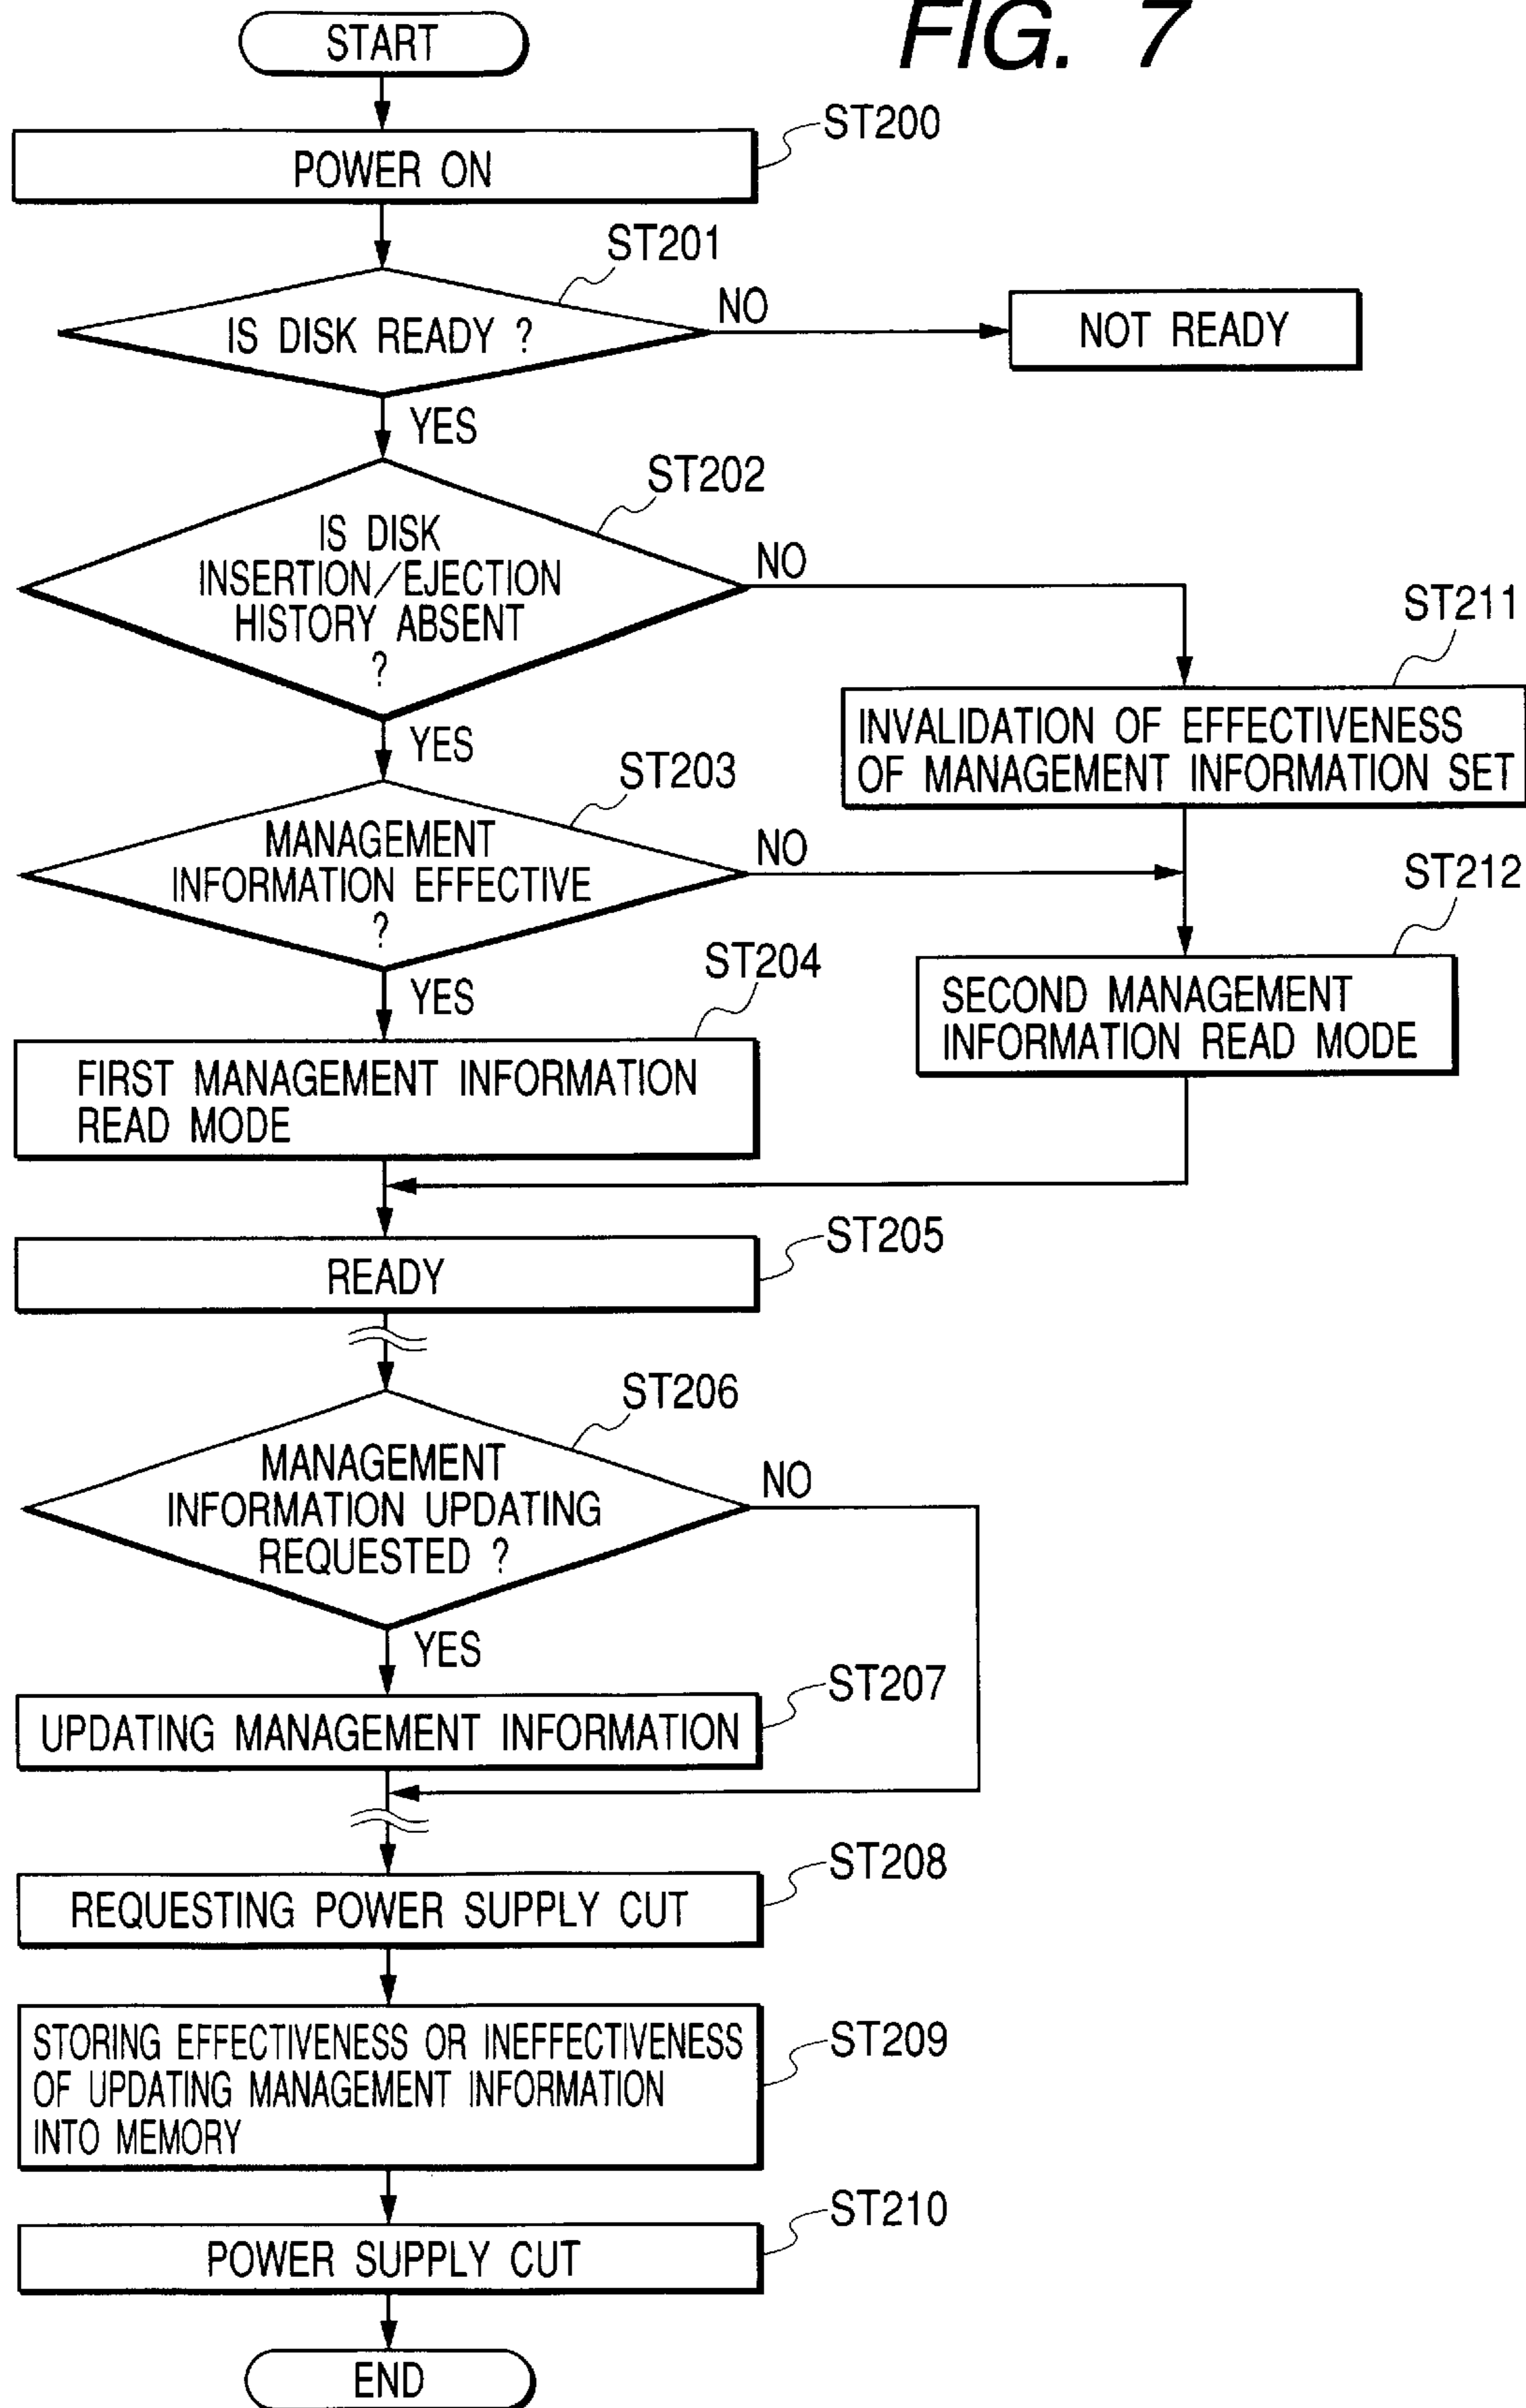 FIG. 7
START
ST200
POWER ON
ST201
IS DISK READY ?
NO
NOT READY
YES
ST202
IS DISK
INSERTION/EJECTION
HISTORY ABSENT
?
NO
ST211
INVALIDATION OF EFFECTIVENESS
OF MANAGEMENT INFORMATION SET
YES
ST203
MANAGEMENT
INFORMATION EFFECTIVE
?
NO
ST212
SECOND MANAGEMENT
INFORMATION READ MODE
YES
ST204
FIRST MANAGEMENT INFORMATION
READ MODE
ST205
READY
ST206
MANAGEMENT
INFORMATION UPDATING
REQUESTED ?
NO
YES
ST207
UPDATING MANAGEMENT INFORMATION
ST208
REQUESTING POWER SUPPLY CUT
ST209
STORING EFFECTIVENESS OR INEFFECTIVENESS
OF UPDATING MANAGEMENT INFORMATION
INTO MEMORY
ST210
POWER SUPPLY CUT
END